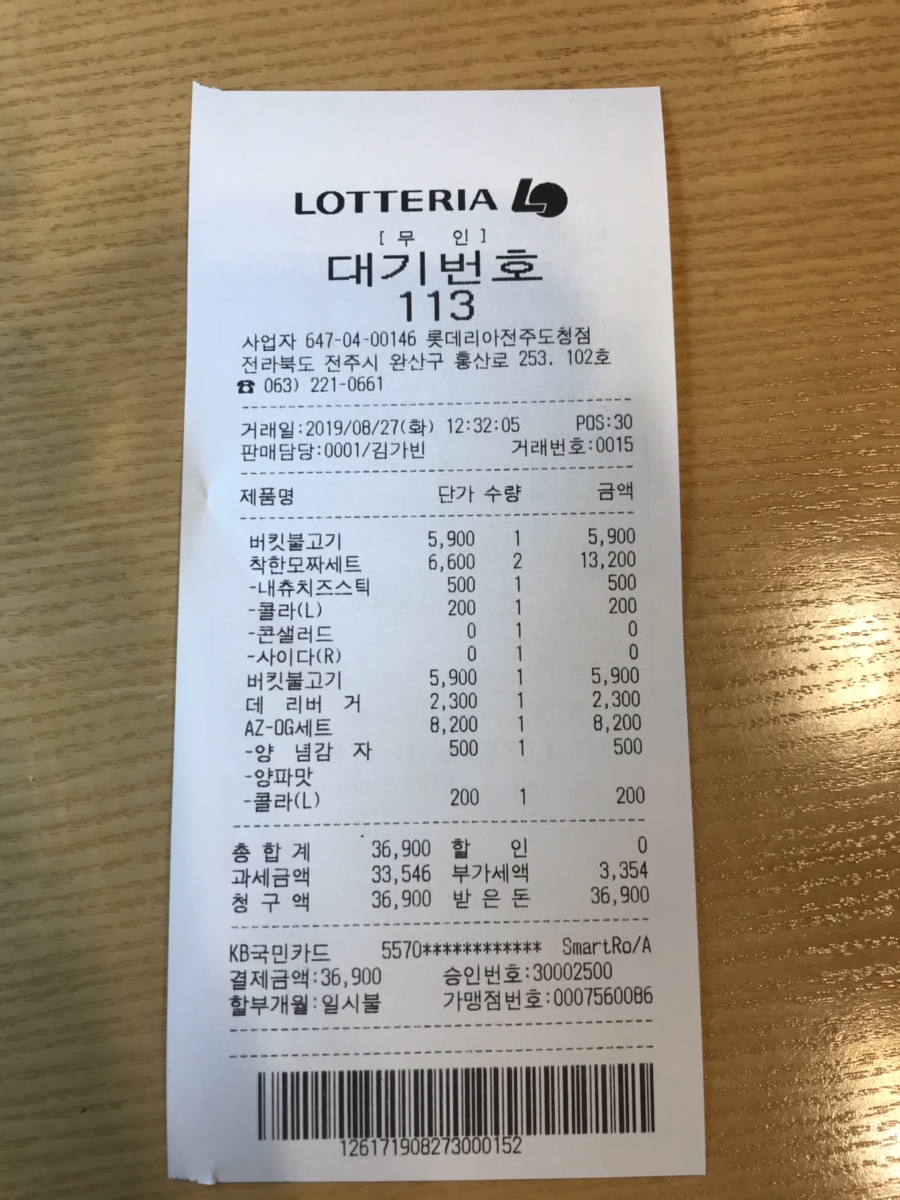 LOTTERIA
[무 인]
대기번호
113
사업자 647-04-00146 롯데리아전주도청점
전라북도 전주시 완산구 홍산로 253. 102호
☎ 063) 221-0661
거래일:2019/08/27(화) 12:32:05 POS:30
판매담당:0001/김가빈 거래번호:0015
제품명 단가 수량 금액
버킷불고기 5,900 1 5,900
착한모짜세트 6,600 2 13,200
-내츄치즈스틱 500 1 500
-콜라(L) 200 1 200
-콘샐러드 0 1 0
-사이다(R) 0 1 0
버킷불고기 5,900 1 5,900
데 리버 거 2,300 1 2,300
AZ-OG세트 8,200 1 8,200
-양 념감 자 500 1 500
-양파맛
-콜라(L) 200 1 200
총 합 계 36,900 할 인 0
과세금액 33,546 부가세액 3,354
청 구 액 36,900 받 은 돈 36,900
KB국민카드 5570************ SmartRo/A
결제금액:36,900 승인번호:30002500
할부개월:일시불 가맹점번호:0007560086
126171908273000152